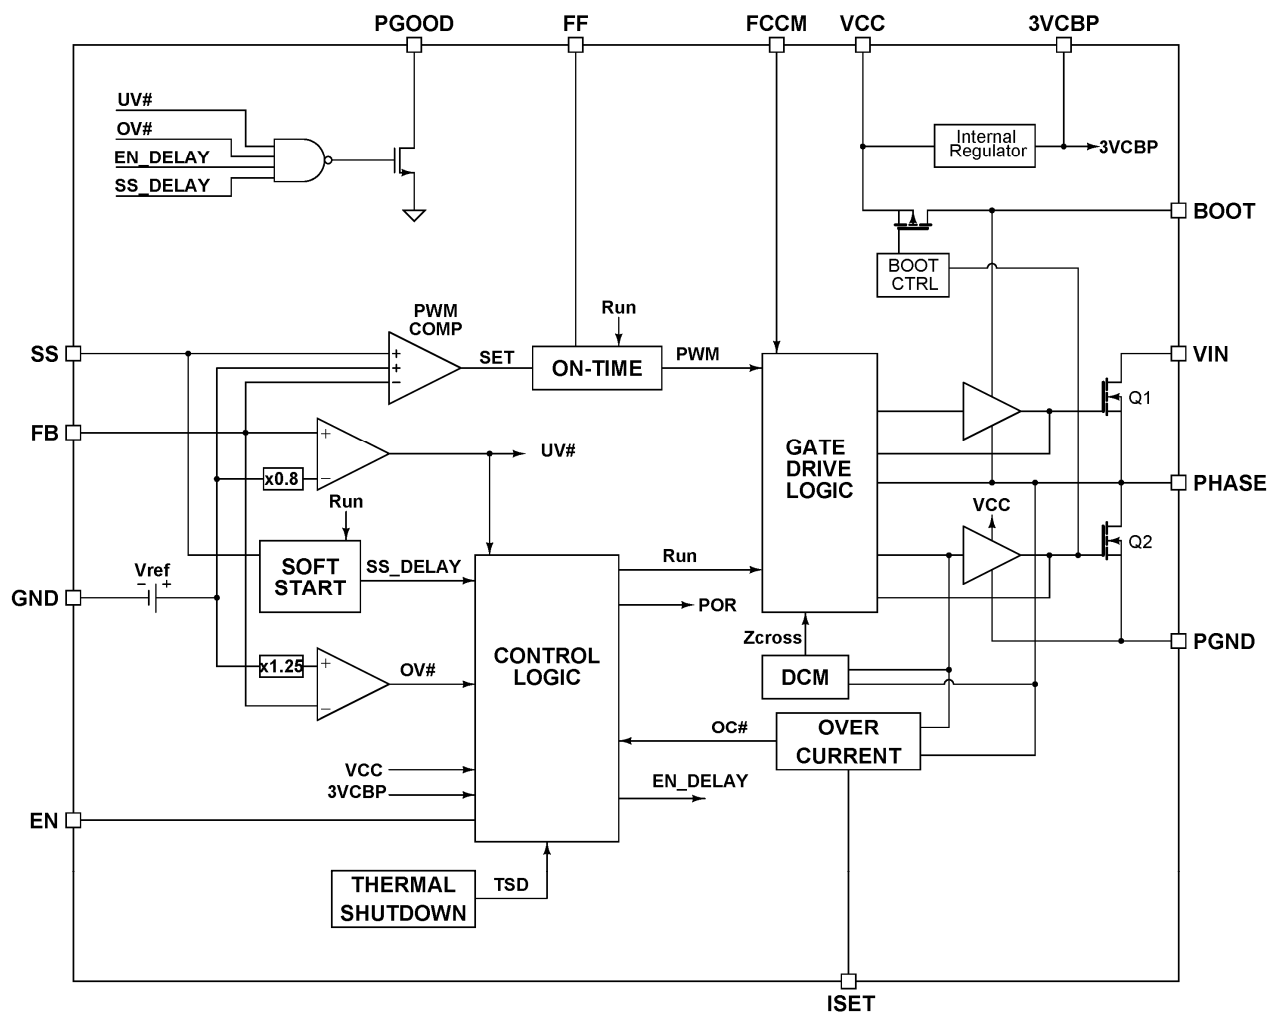 PGOOD
FF
FCCM
VCC
3VCBP
UV#
OV#
EN_DELAY
SS_DELAY
Internal
Regulator
3VCBP
BOOT
BOOT
CTRL
PWM
COMP
Run
SS
SET
ON-TIME
PWM
VIN
+
+
−
Q1
FB
+
−
x0.8
UV#
GATE
DRIVE
LOGIC
PHASE
Run
VCC
Q2
SOFT
START
SS_DELAY
Run
Vref
− +
GND
POR
Zcross
PGND
CONTROL
LOGIC
x1.25
+
−
OV#
DCM
OC#
OVER
CURRENT
VCC
3VCBP
EN_DELAY
EN
THERMAL
SHUTDOWN
TSD
ISET